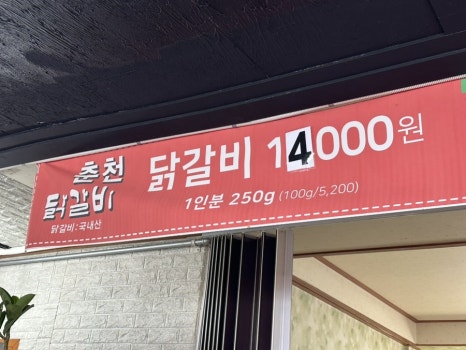 춘천
닭갈비
닭갈비:국내산
닭갈비 14000원
1인분 250g (100g/5,200)